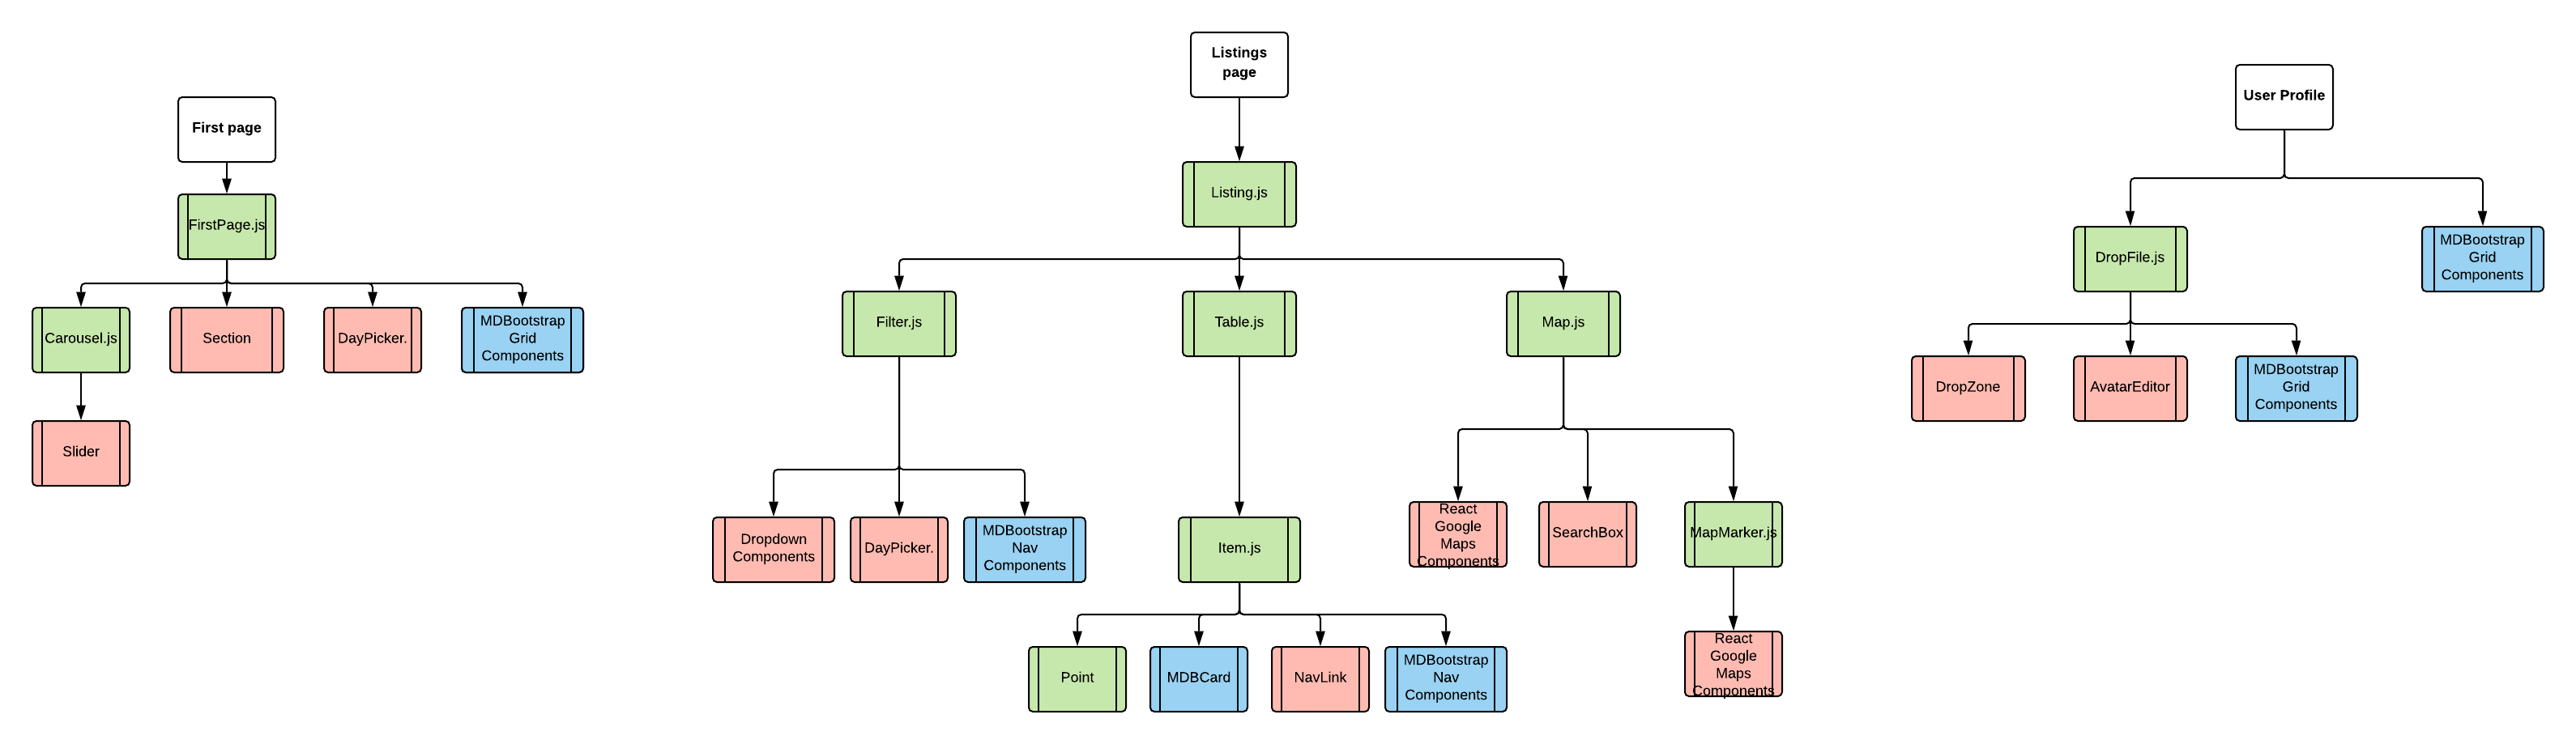 First page
FirstPage.js
Carousel.js
Section
DayPicker.
MDBootstrap
Grid
Components
Slider
Listings
page
Listing.js
Filter.js
Table.js
Map.js
Dropdown
Components
DayPicker.
MDBootstrap
Nav
Components
Item.js
React
Google
Maps
Components
SearchBox
MapMarker.js
Point
MDBCard
NavLink
MDBootstrap
Nav
Components
React
Google
Maps
Components
User Profile
DropFile.js
MDBootstrap
Grid
Components
DropZone
AvatarEditor
MDBootstrap
Grid
Components